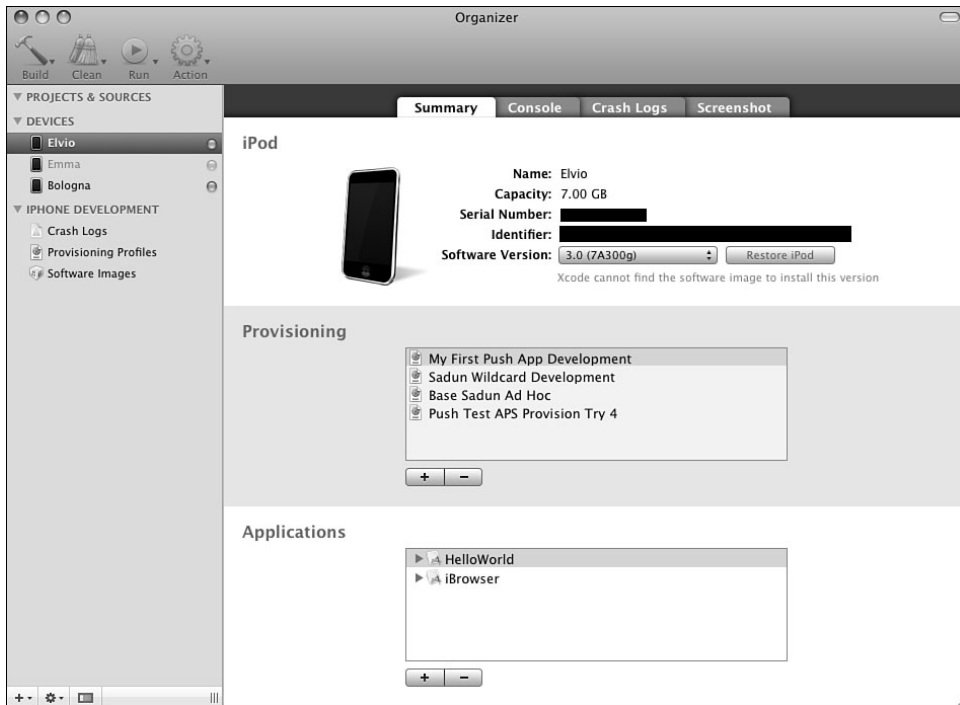 Organizer
Build Clean Run Action
PROJECTS & SOURCES
DEVICES
Elvio
Emma
Bologna
IPHONE DEVELOPMENT
Crash Logs
Provisioning Profiles
Software Images
Summary Console Crash Logs Screenshot
iPod
Name: Elvio
Capacity: 7.00 GB
Serial Number:
Identifier:
Software Version: 3.0 (7A300g) Restore iPod
Xcode cannot find the software image to install this version
Provisioning
My First Push App Development
Sadun Wildcard Development
Base Sadun Ad Hoc
Push Test APS Provision Try 4
+ −
Applications
HelloWorld
iBrowser
+ −